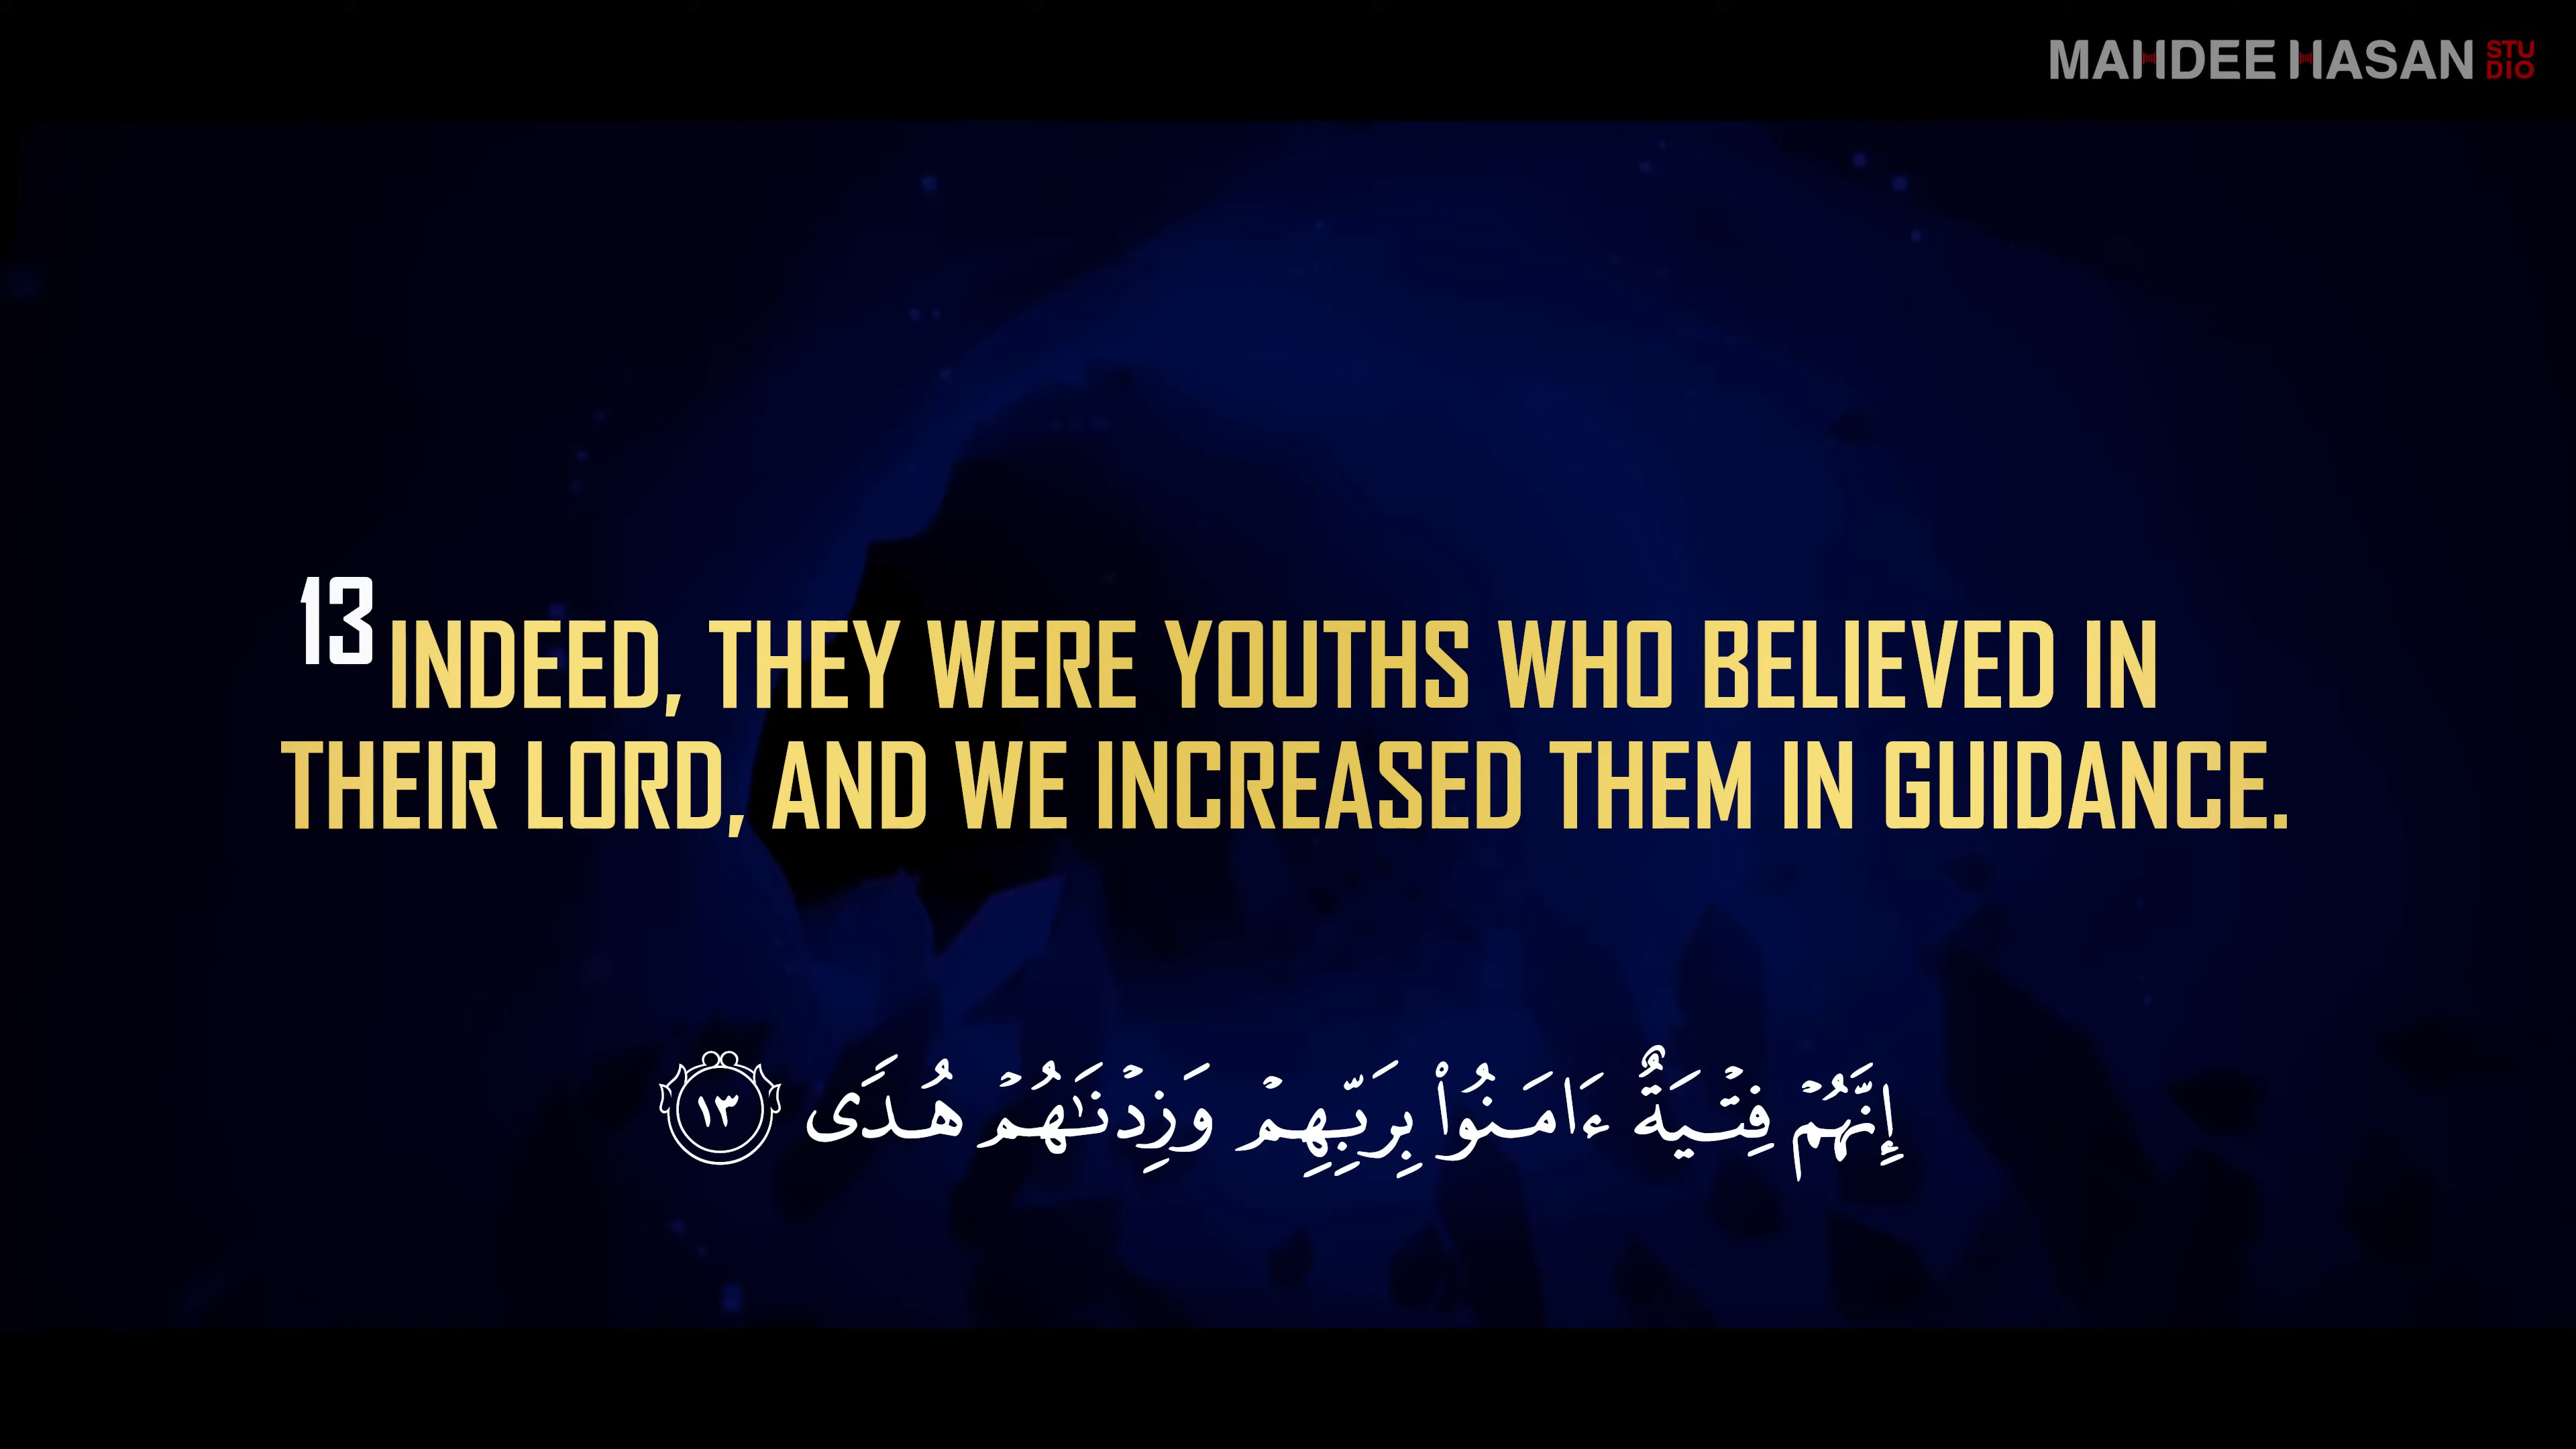 MAHDEE HASAN STUDIO
13 INDEED, THEY WERE YOUTHS WHO BELIEVED IN
THEIR LORD, AND WE INCREASED THEM IN GUIDANCE.
إِنَّهُمۡ فِتۡيَةٌ ءَامَنُواْ بِرَبِّهِمۡ وَزِدۡنَٰهُمۡ هُدٗى ١٣